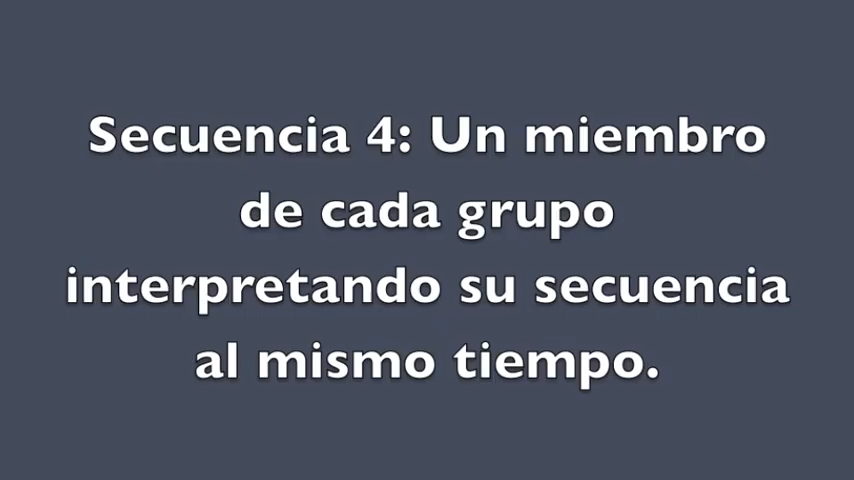 Secuencia 4: Un miembro
de cada grupo
interpretando su secuencia
al mismo tiempo.